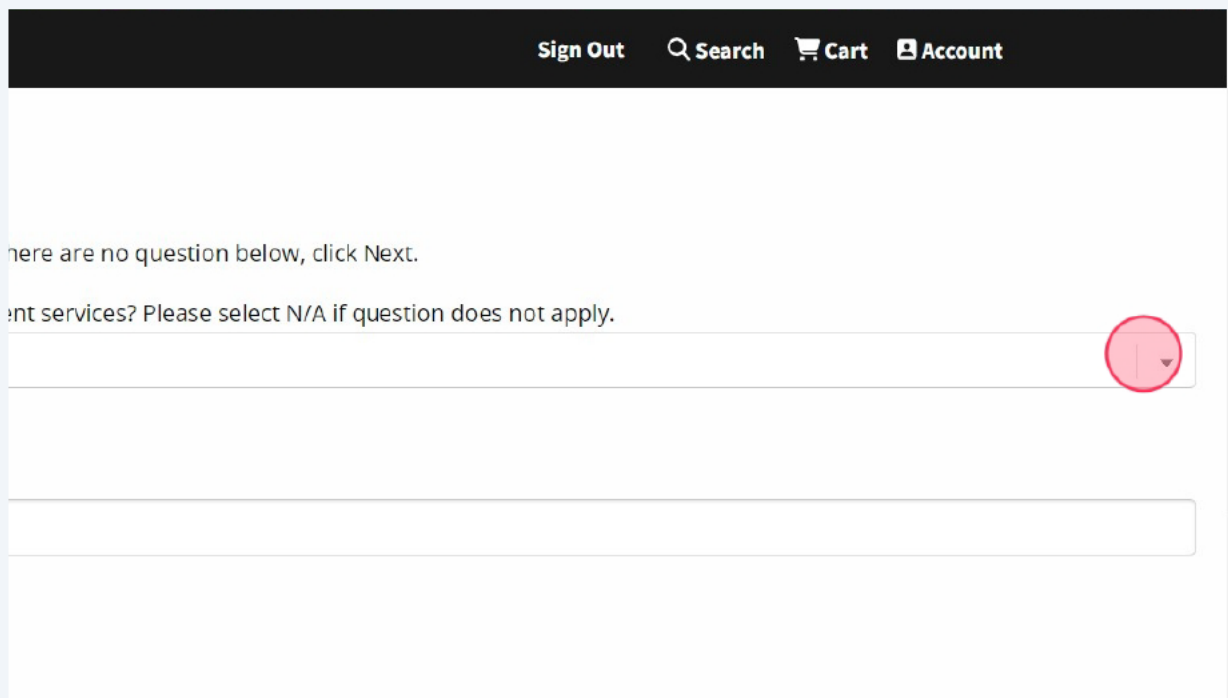 Sign Out Search Cart Account
here are no question below, click Next.
ent services? Please select N/A if question does not apply.